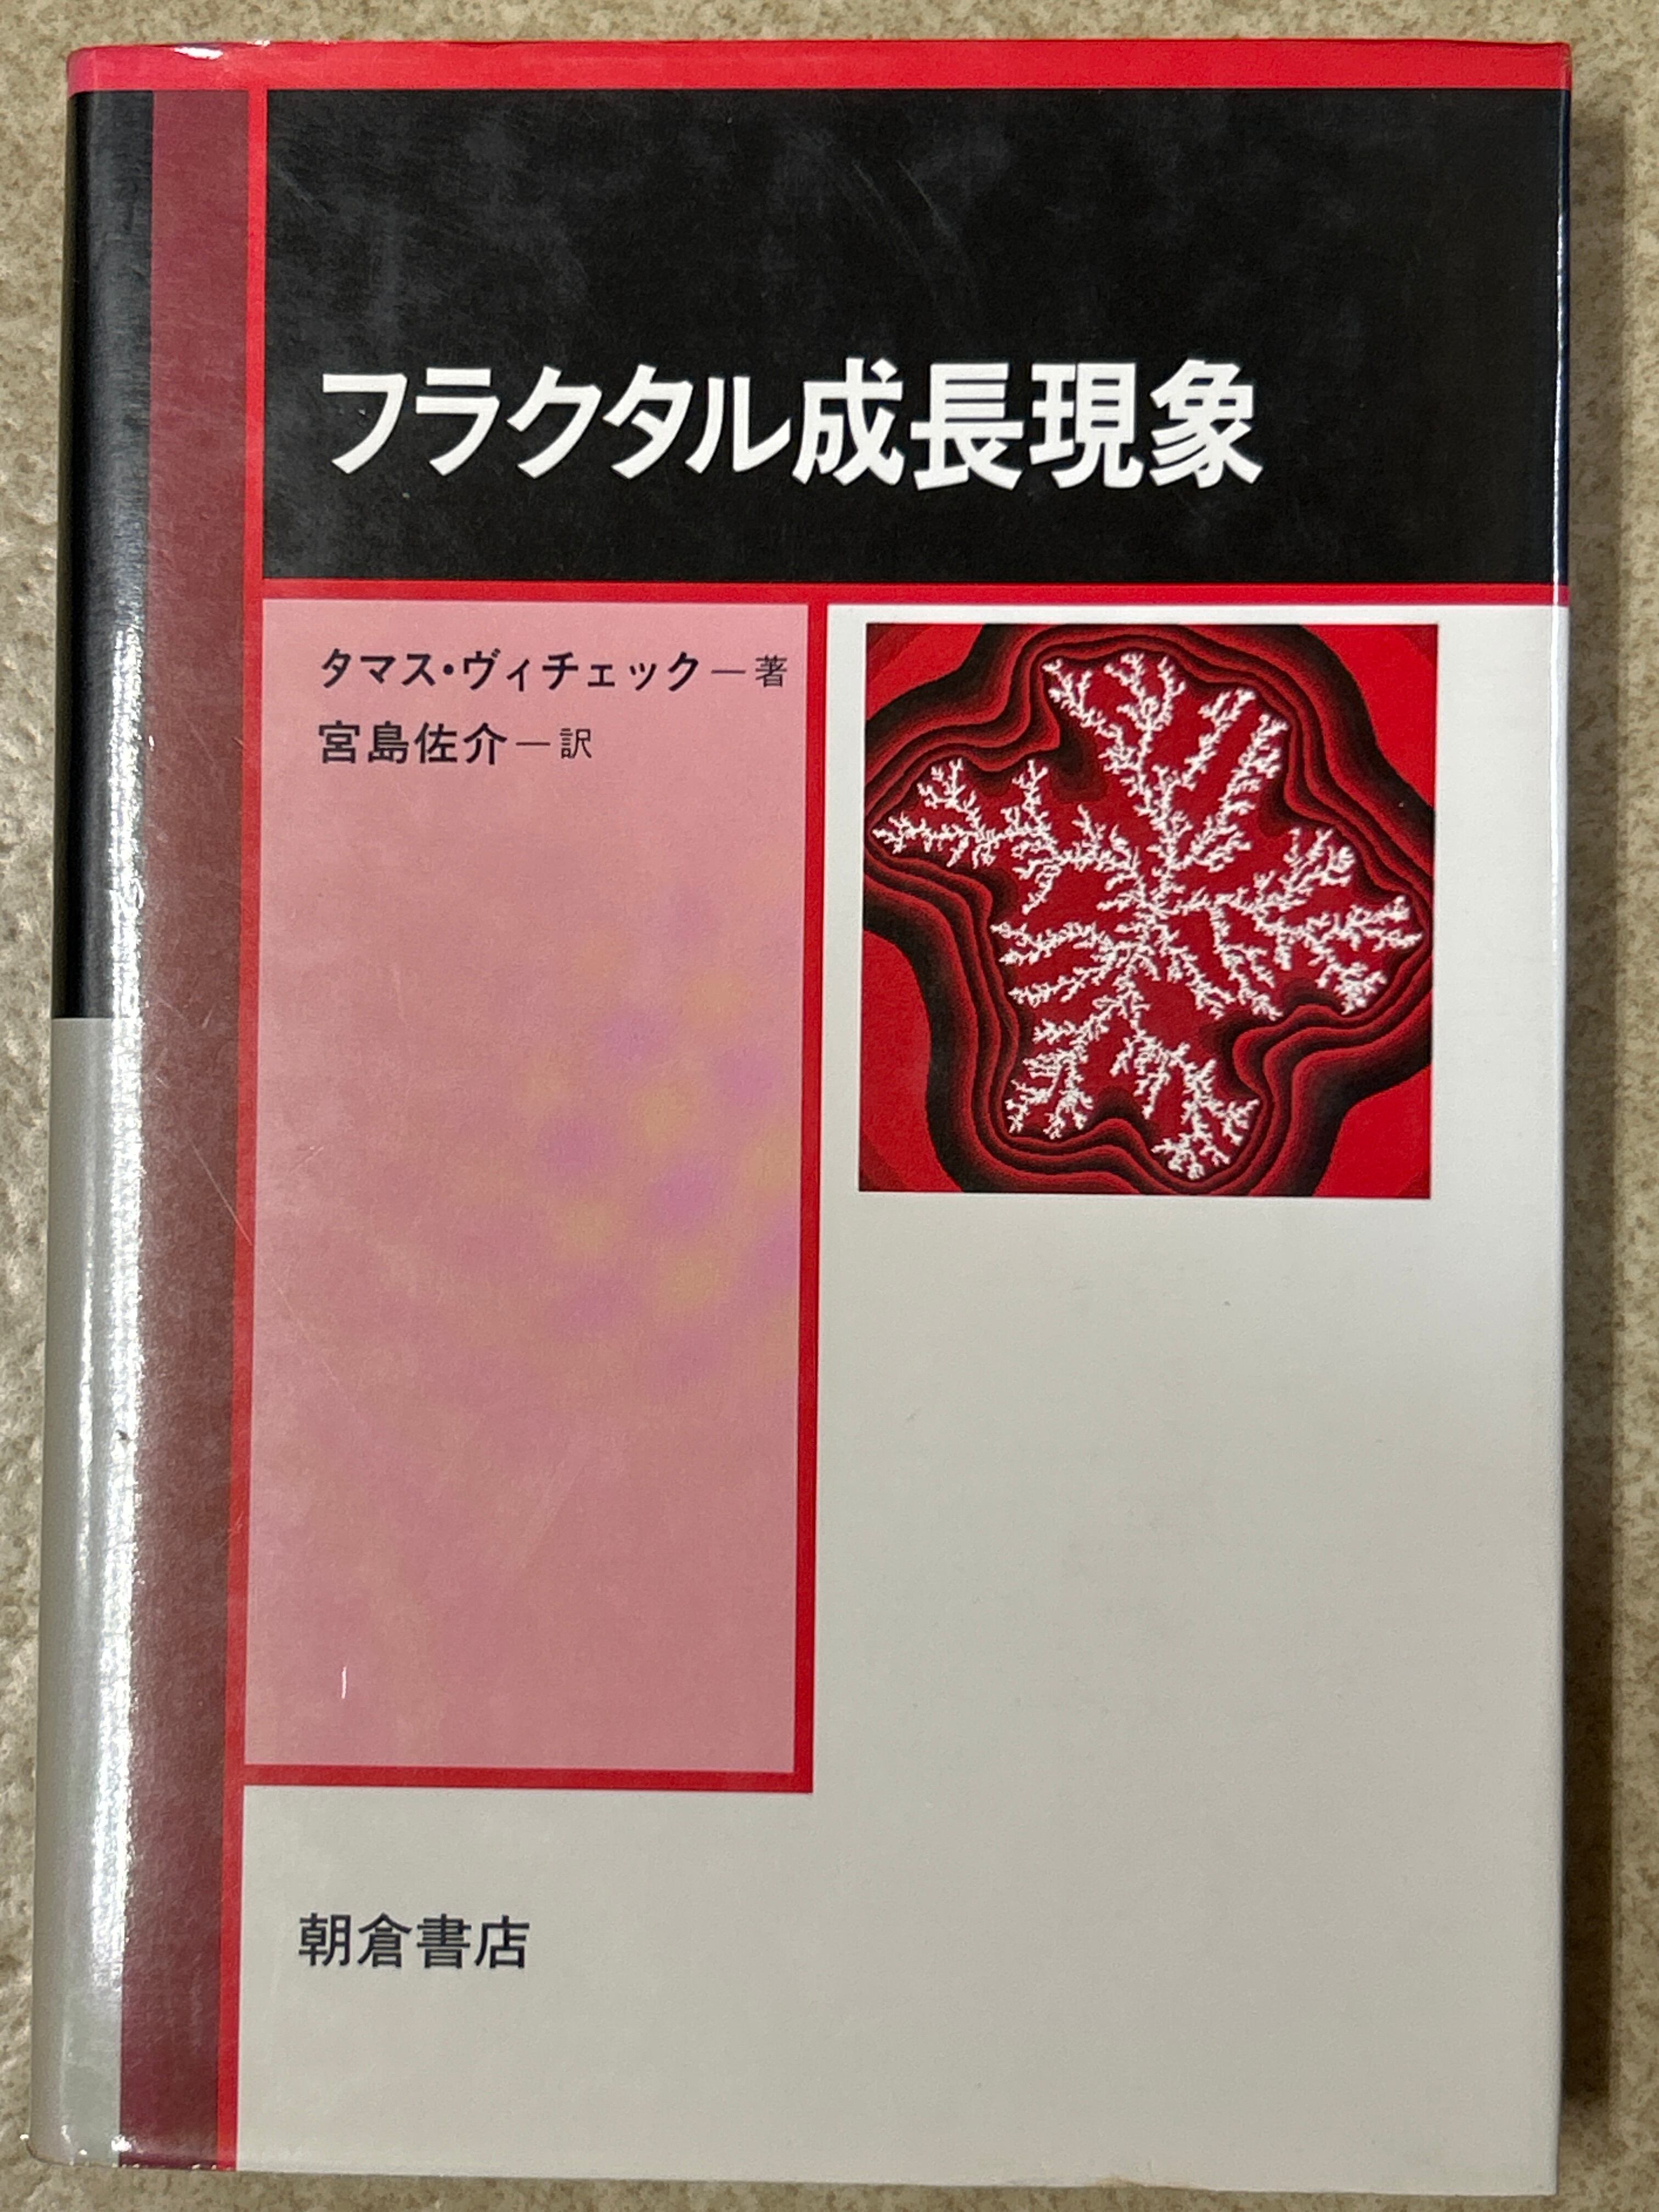 フラクタル成長現象
タマス・ヴィチェック―著
宮島佐介―訳
朝倉書店